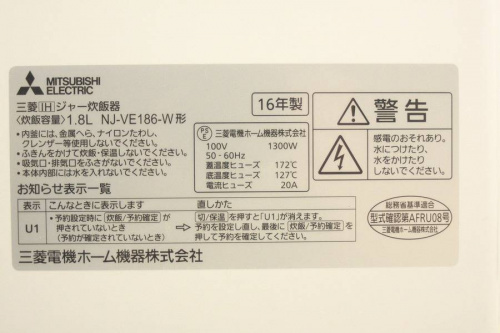 MITSUBISHI
ELECTRIC
三菱IHジャー炊飯器
〈炊飯容量〉1.8L NJ-VE186-W形
16年製
・内釜には、金属へら、ナイロンたわし、
クレンザー等使用しないでください。
・ふきんをかけて炊飯・保温しないでください。
・吸気口・排気口をふさがないでください。
・本体内部には水を入れないでください。
PSE 三菱電機ホーム機器株式会社
100V 1300W
50-60Hz
蓋温度ヒューズ 172℃
底温度ヒューズ 127℃
電流ヒューズ 20A
警告
感電のおそれあり。
水につけたり、
水をかけたり
しないでください。
お知らせ表示一覧
表示 こんなときに表示します 直しかた
U1
・予約設定時に 炊飯/予約確定 が
押されていないとき
(予約が確定されていないとき)
⇨
切/保温 を押すと「U1」が消えます。
予約を設定し直し、最後に 炊飯/予約確定 を
押して予約を確定してください。
総務省基準適合
型式確認第AFRU08号
三菱電機ホーム機器株式会社
三菱電機ホーム機器株式会社